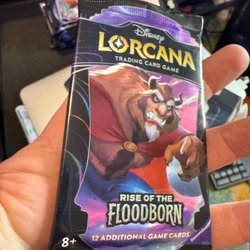 Disney
LORCANA
TRADING CARD GAME
RISE OF THE
FLOODBORN
8+
12 ADDITIONAL GAME CARDS